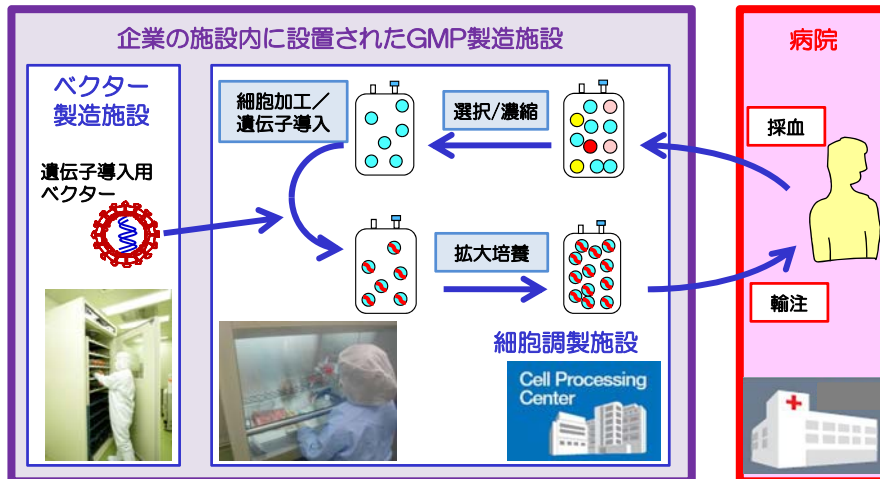 企業の施設内に設置されたGMP製造施設
ベクター
製造施設
遺伝子導入用
ベクター
細胞加工／
遺伝子導入
選択/濃縮
拡大培養
細胞調製施設
Cell Processing
Center
病院
採血
輸注